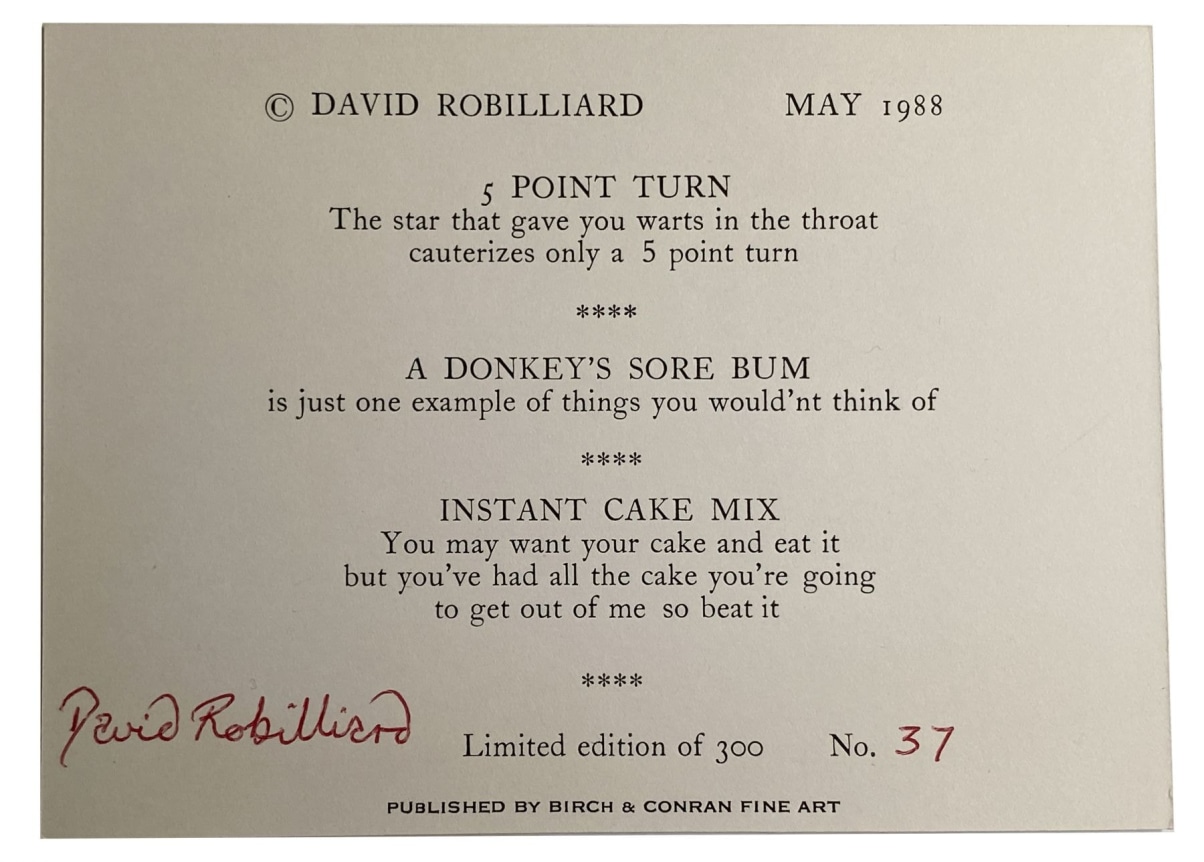 © DAVID ROBILLIARD MAY 1988
5 POINT TURN
The star that gave you warts in the throat
cauterizes only a 5 point turn
****
A DONKEY'S SORE BUM
is just one example of things you would'nt think of
****
INSTANT CAKE MIX
You may want your cake and eat it
but you've had all the cake you're going
to get out of me so beat it
****
David Robilliard
Limited edition of 300 No. 37
PUBLISHED BY BIRCH & CONRAN FINE ART